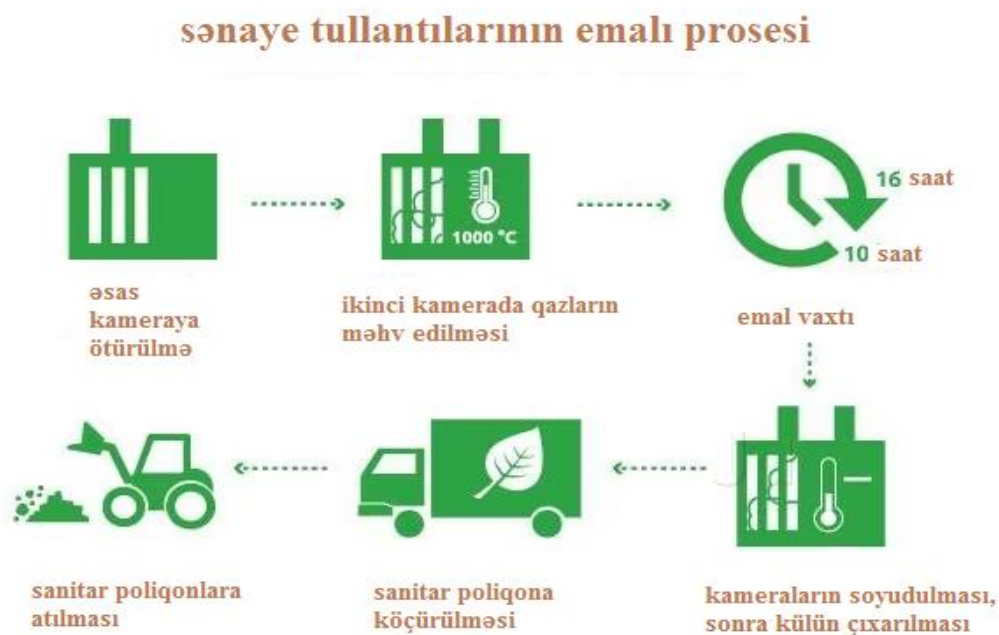 sənaye tullantılarının emalı prosesi
əsas
kameraya
ötürülmə
1000 °C
ikinci kamerada qazların
məhv edilməsi
16 saat
10 saat
emal vaxtı
sanitar poliqonlara
atılması
sanitar poliqona
köçürülməsi
kameraların soyudulması,
sonra külün çıxarılması